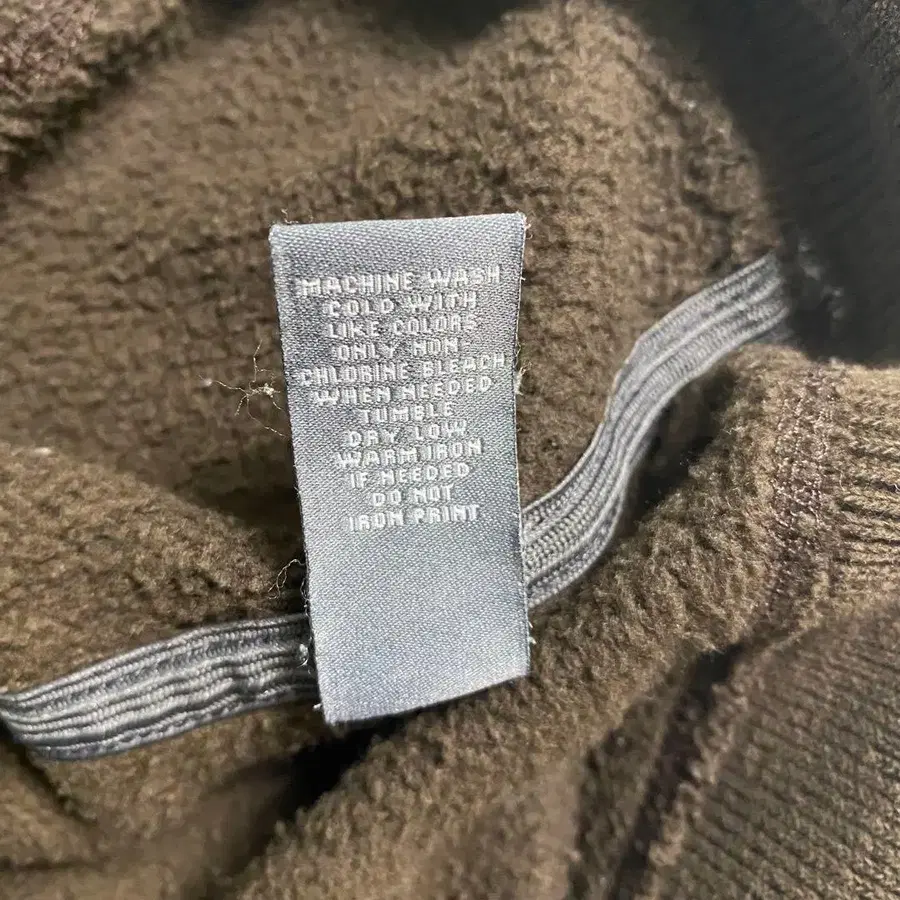 MACHINE WASH
COLD WITH
LIKE COLORS
ONLY NON-
CHLORINE BLEACH
WHEN NEEDED
TUMBLE
DRY LOW
WARM IRON
IF NEEDED
DO NOT
IRON PRINT